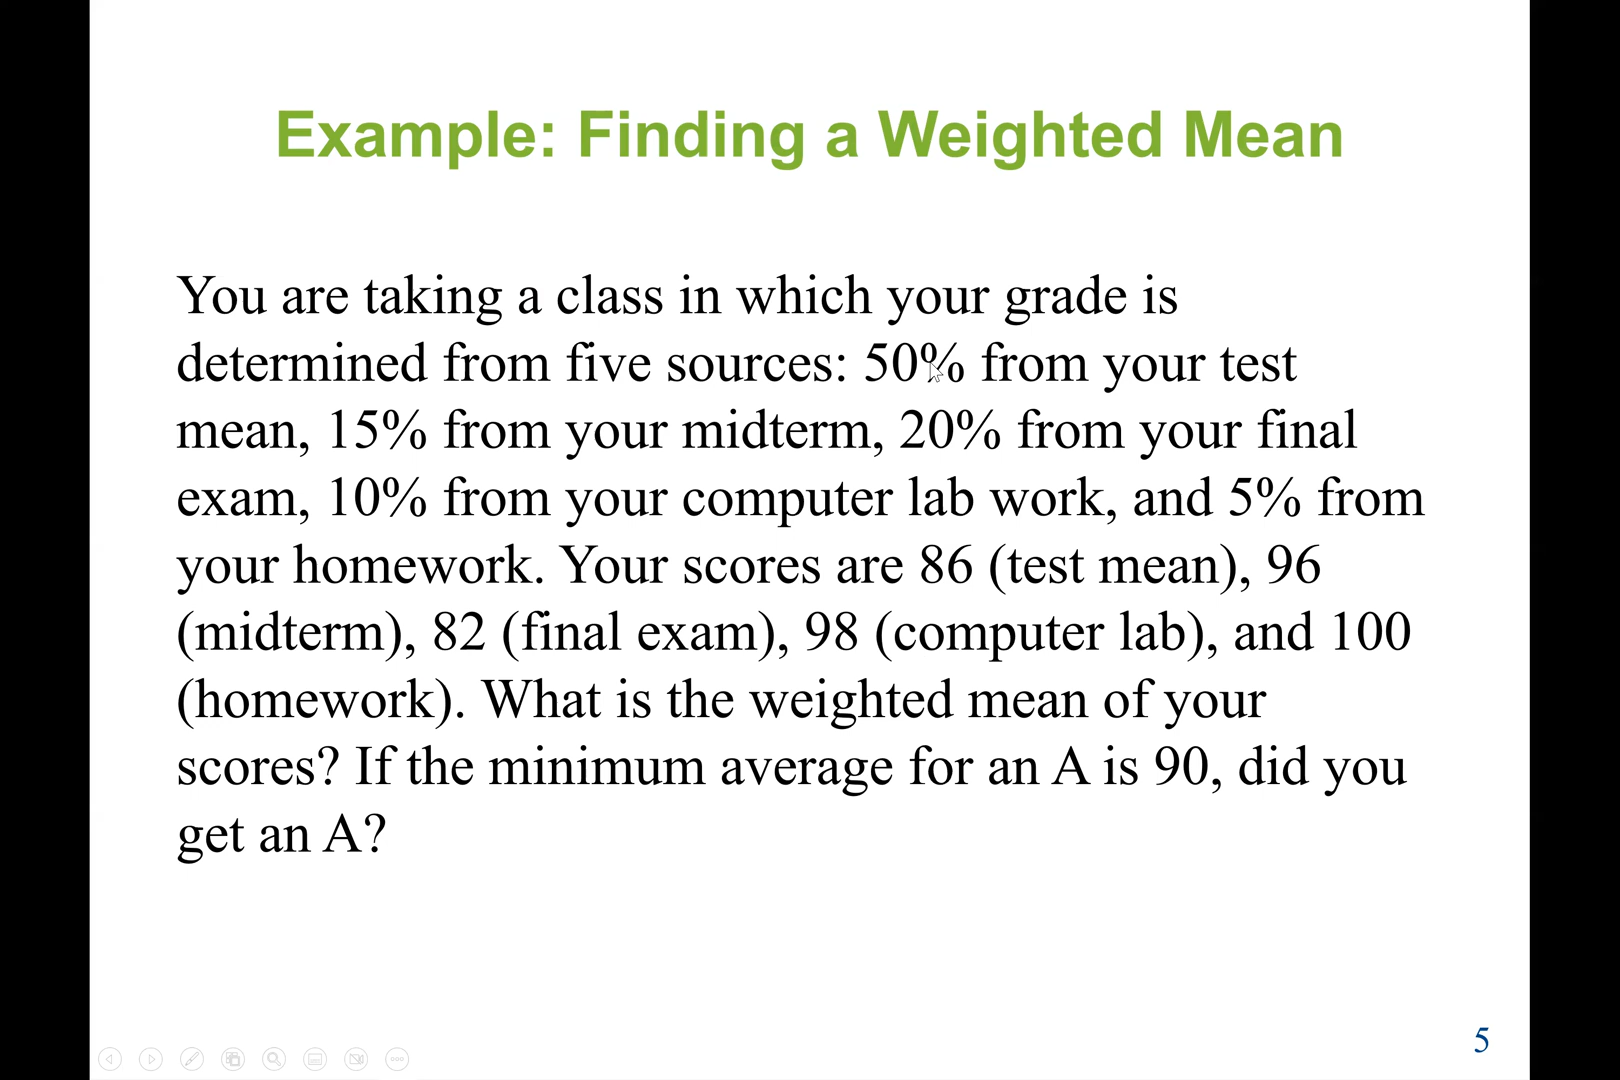 Example: Finding a Weighted Mean
You are taking a class in which your grade is
determined from five sources: 50% from your test
mean, 15% from your midterm, 20% from your final
exam, 10% from your computer lab work, and 5% from
your homework. Your scores are 86 (test mean), 96
(midterm), 82 (final exam), 98 (computer lab), and 100
(homework). What is the weighted mean of your
scores? If the minimum average for an A is 90, did you
get an A?
5